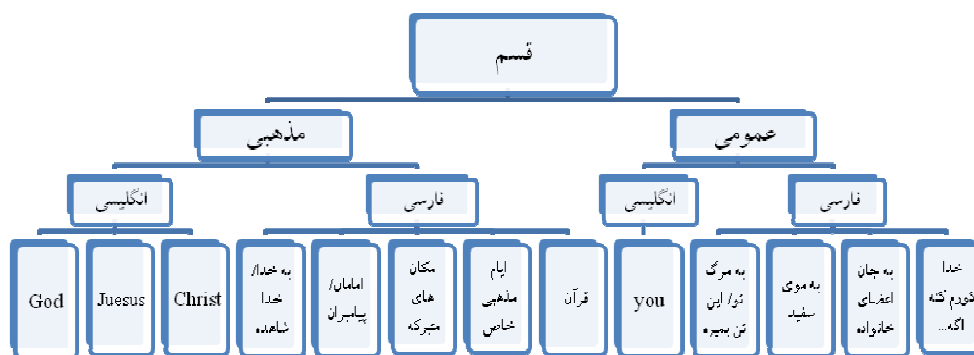 قسم
عمومی
مذهبی
فارسی
انگلیسی
فارسی
انگلیسی
خدا
کورم کنه
اگه...
به جان
اعضای
خانواده
به موی
سفید
به مرگ
تو/ این
تن بمیره
you
قرآن
ایام
مذهبی
خاص
مکان
های
متبرکه
امامان/
پیامبران
به خدا/
خدا
شاهده
Christ
Juesus
God